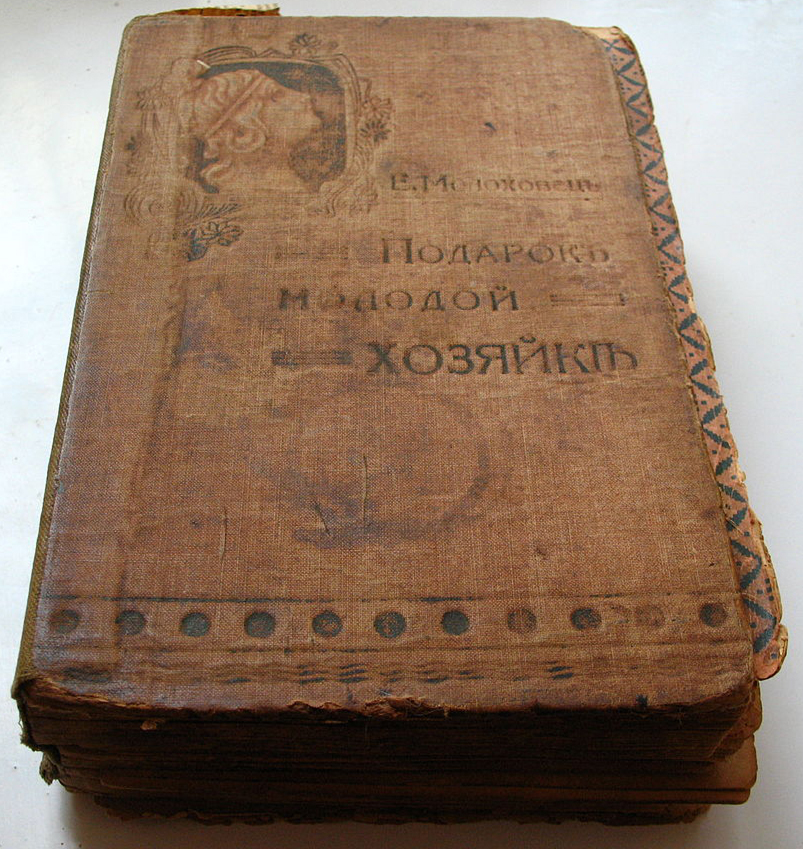 Е. Молоховецъ
Подарокъ
молодой
хозяйкѣ